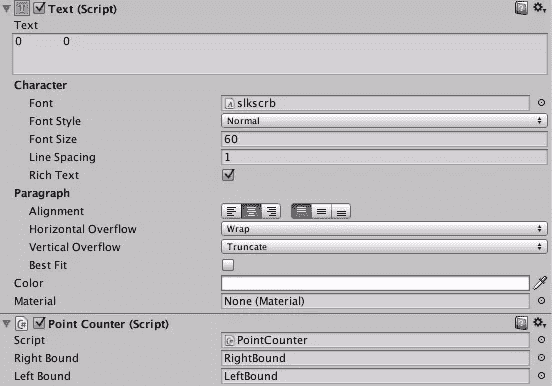 Text (Script)
Text
0 0
Character
Font slkscrb
Font Style Normal
Font Size 60
Line Spacing 1
Rich Text
Paragraph
Alignment
Horizontal Overflow Wrap
Vertical Overflow Truncate
Best Fit
Color
Material None (Material)
Point Counter (Script)
Script PointCounter
Right Bound RightBound
Left Bound LeftBound